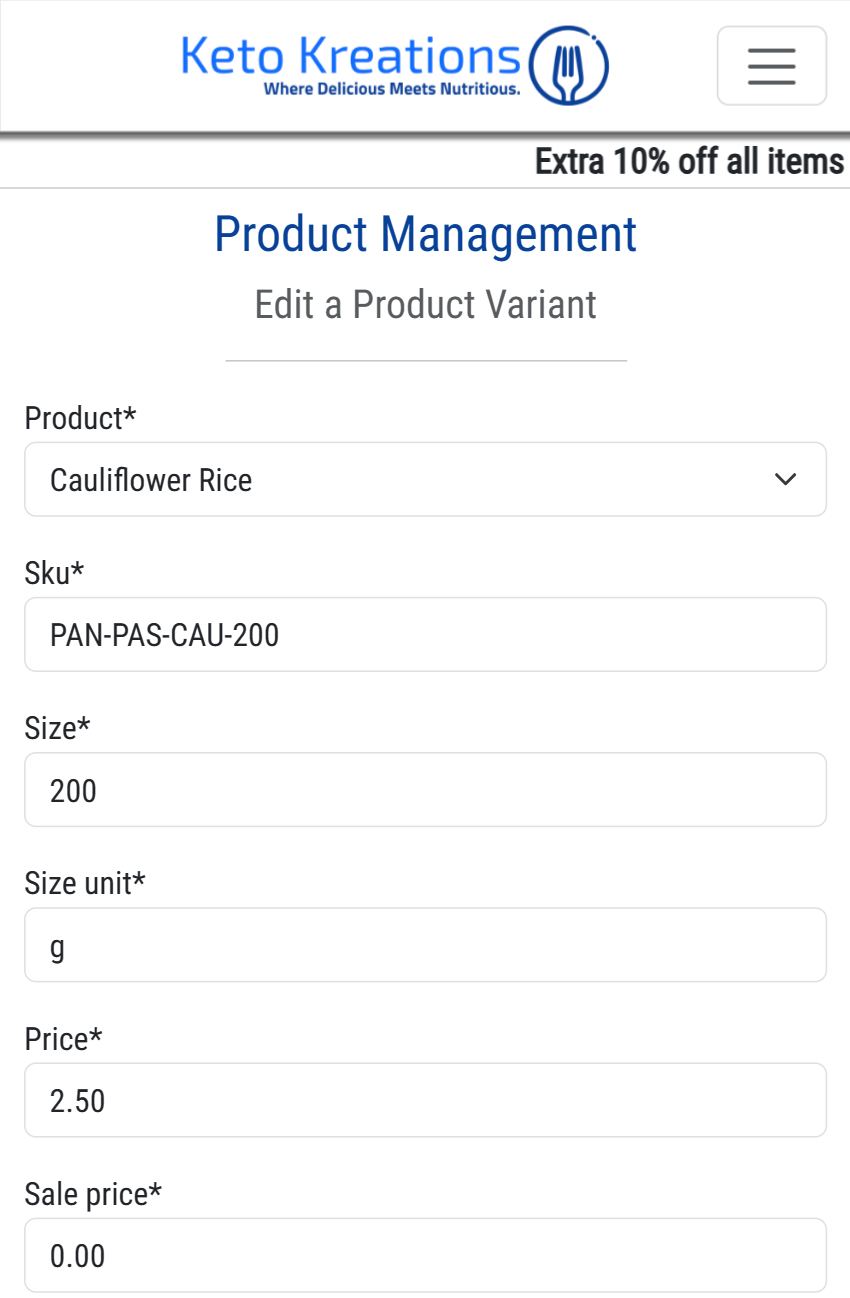 Keto Kreations
Where Delicious Meets Nutritious.
Extra 10% off all items
Product Management
Edit a Product Variant
Product*
Cauliflower Rice
Sku*
PAN-PAS-CAU-200
Size*
200
Size unit*
g
Price*
2.50
Sale price*
0.00